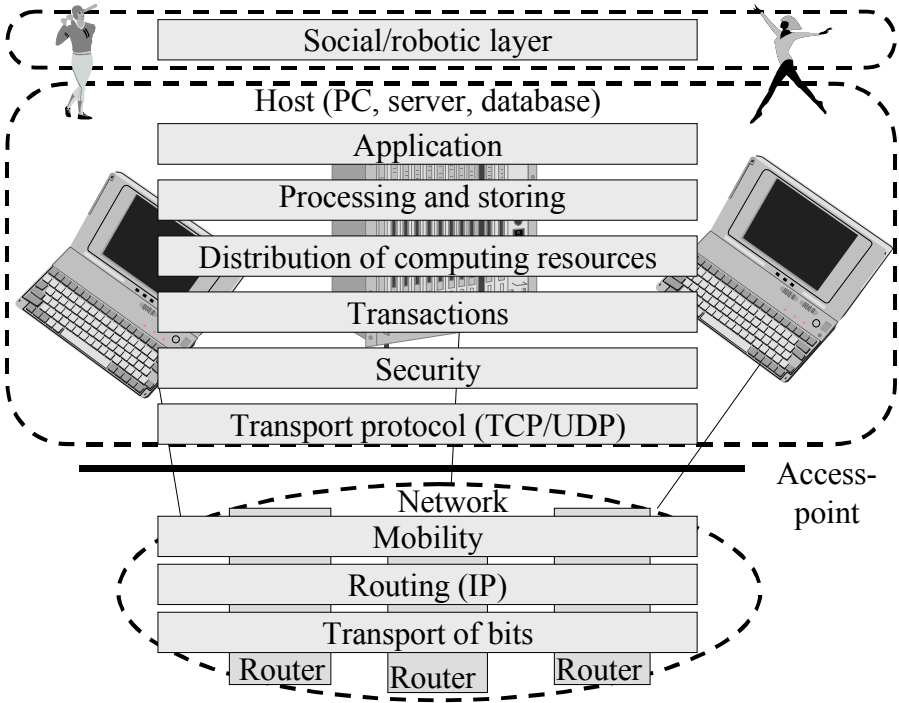 Social/robotic layer
Host (PC, server, database)
Application
Processing and storing
Distribution of computing resources
Transactions
Security
Transport protocol (TCP/UDP)
Access-
point
Network
Mobility
Routing (IP)
Transport of bits
Router
Router
Router